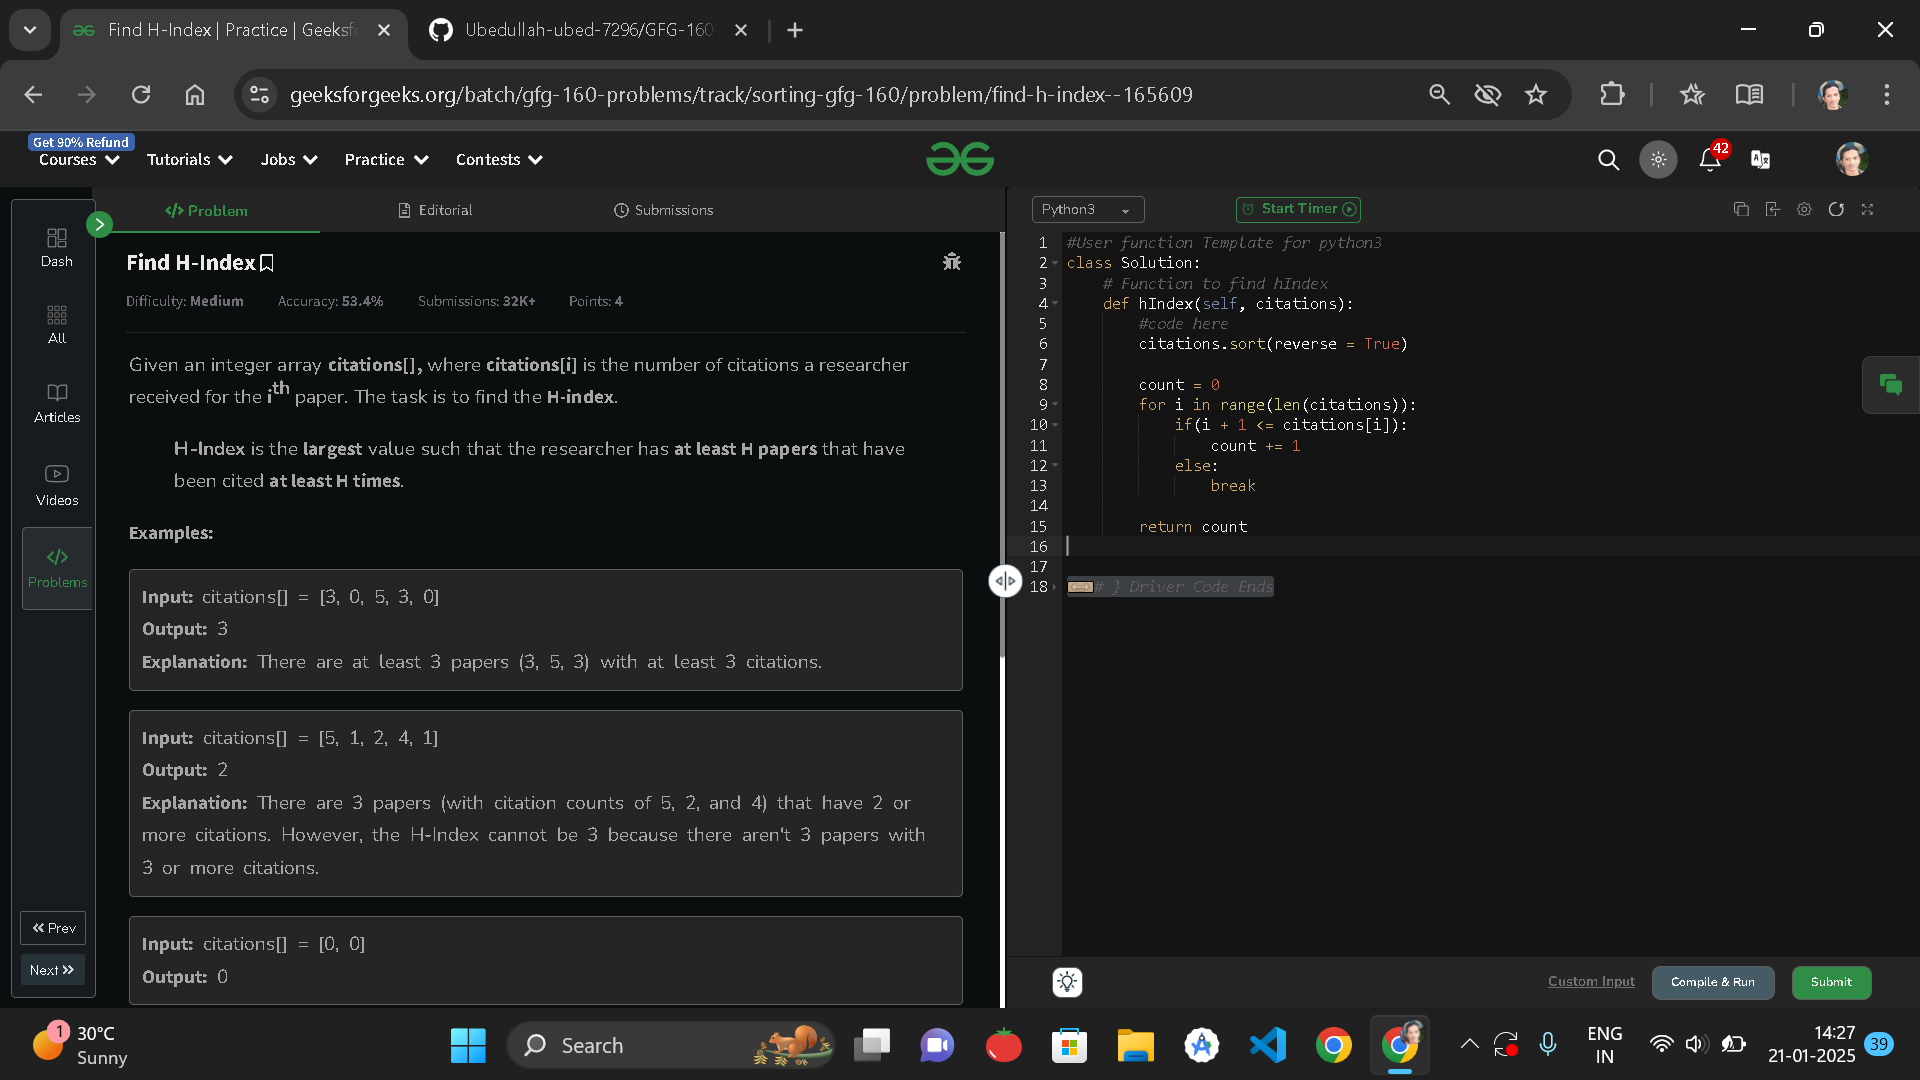 Find H-Index | Practice | Geeksf
Ubedullah-ubed-7296/GFG-160
geeksforgeeks.org/batch/gfg-160-problems/track/sorting-gfg-160/problem/find-h-index--165609
Get 90% Refund
Courses
Tutorials
Jobs
Practice
Contests
42
Problem
Editorial
Submissions
Python3
Start Timer
Dash
All
Articles
Videos
Problems
Prev
Next
Find H-Index
Difficulty: Medium
Accuracy: 53.4%
Submissions: 32K+
Points: 4
Given an integer array citations[], where citations[i] is the number of citations a researcher
received for the ith paper. The task is to find the H-index.
H-Index is the largest value such that the researcher has at least H papers that have
been cited at least H times.
Examples:
Input: citations[] = [3, 0, 5, 3, 0]
Output: 3
Explanation: There are at least 3 papers (3, 5, 3) with at least 3 citations.
Input: citations[] = [5, 1, 2, 4, 1]
Output: 2
Explanation: There are 3 papers (with citation counts of 5, 2, and 4) that have 2 or
more citations. However, the H-Index cannot be 3 because there aren't 3 papers with
3 or more citations.
Input: citations[] = [0, 0]
Output: 0
1 #User function Template for python3
2 class Solution:
3 # Function to find hIndex
4 def hIndex(self, citations):
5 #code here
6 citations.sort(reverse = True)
7
8 count = 0
9 for i in range(len(citations)):
10 if(i + 1 <= citations[i]):
11 count += 1
12 else:
13 break
14
15 return count
16
17
18 # } Driver Code Ends
Custom Input
Compile & Run
Submit
1
30°C
Sunny
Search
ENG
IN
14:27
21-01-2025
39